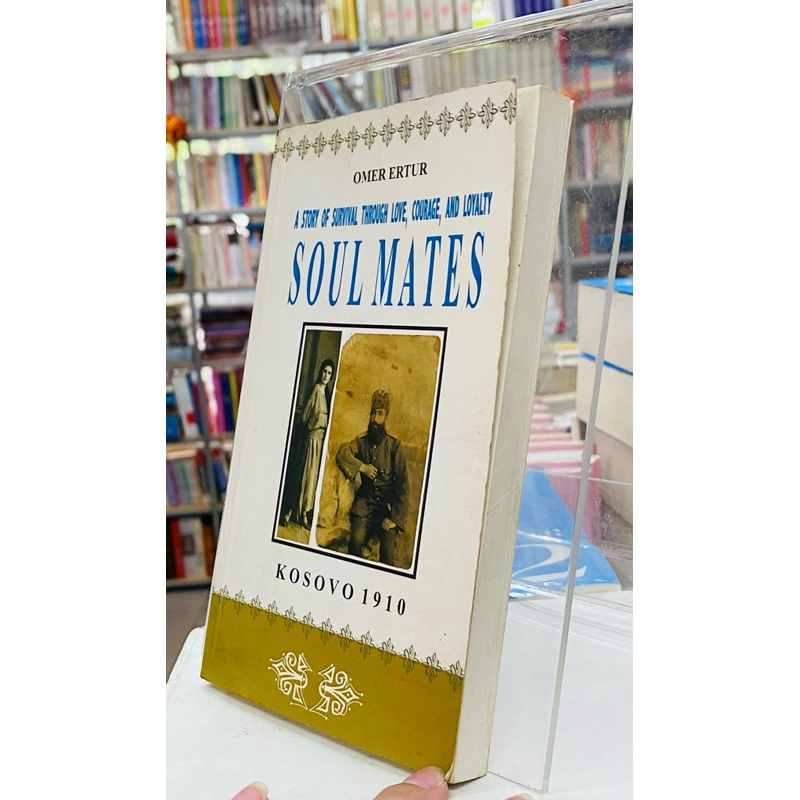 OMER ERTUR
A STORY OF SURVIVAL THROUGH LOVE, COURAGE, AND LOYALTY
SOUL MATES
KOSOVO 1910